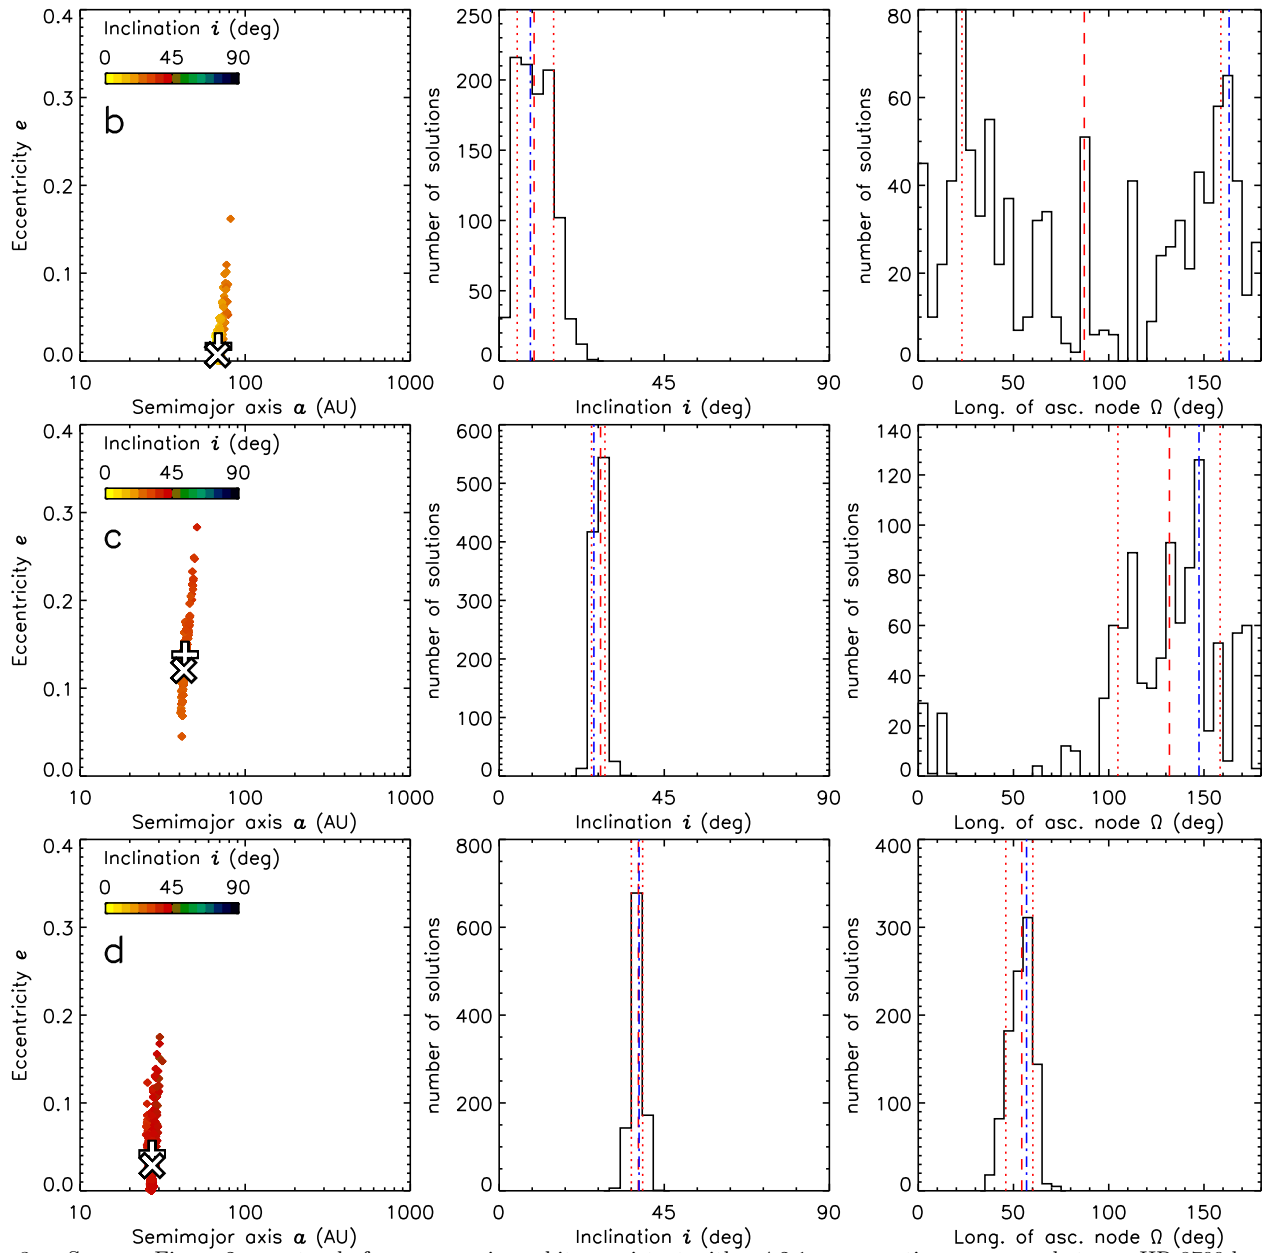 0.4
0.3
0.2
0.1
0.0
Eccentricity e
Inclination i (deg)
0 45 90
b
10 100 1000
Semimajor axis a (AU)
250
200
150
100
50
0
number of solutions
0 45 90
Inclination i (deg)
80
60
40
20
0
number of solutions
0 50 100 150
Long. of asc. node Ω (deg)
0.4
0.3
0.2
0.1
0.0
Eccentricity e
Inclination i (deg)
0 45 90
c
10 100 1000
Semimajor axis a (AU)
600
500
400
300
200
100
0
number of solutions
0 45 90
Inclination i (deg)
140
120
100
80
60
40
20
0
number of solutions
0 50 100 150
Long. of asc. node Ω (deg)
0.4
0.3
0.2
0.1
0.0
Eccentricity e
Inclination i (deg)
0 45 90
d
10 100 1000
Semimajor axis a (AU)
800
600
400
200
0
number of solutions
0 45 90
Inclination i (deg)
400
300
200
100
0
number of solutions
0 50 100 150
Long. of asc. node Ω (deg)